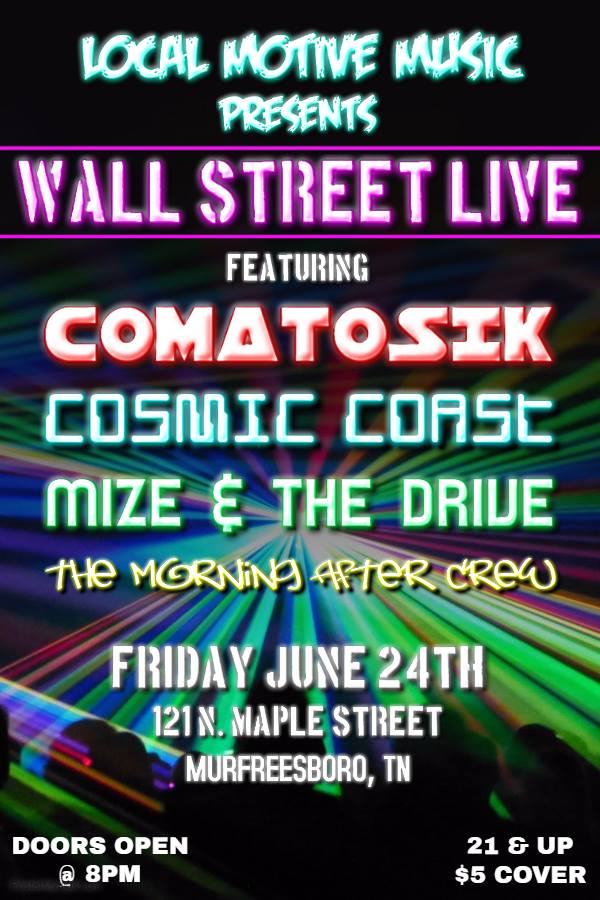 LOCAL MOTIVE MUSIC
PRESENTS
WALL STREET LIVE
FEATURING
COMATOSIK
COSMIC COAST
MIZE & THE DRIVE
THE MORNING AFTER CREW
FRIDAY JUNE 24TH
121 N. MAPLE STREET
MURFREESBORO, TN
DOORS OPEN
@ 8PM
21 & UP
$5 COVER